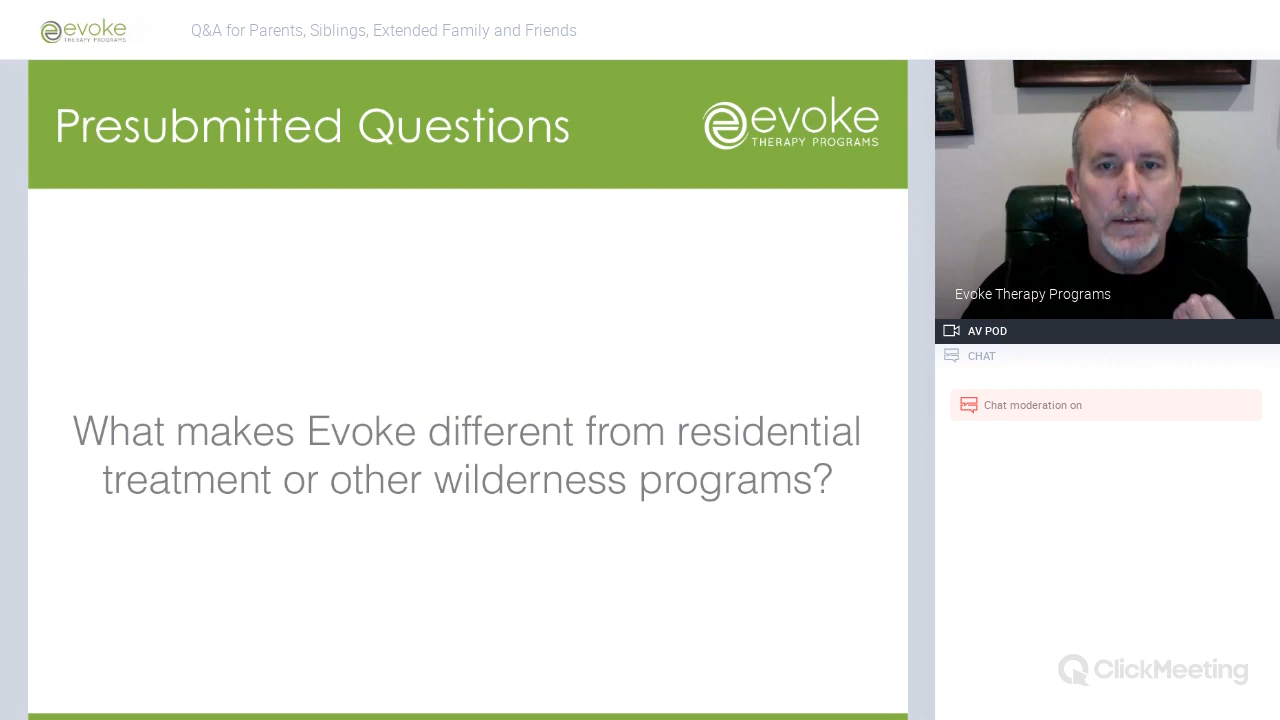 evoke
THERAPY PROGRAMS
Q&A for Parents, Siblings, Extended Family and Friends
Presubmitted Questions
evoke
THERAPY PROGRAMS
What makes Evoke different from residential
treatment or other wilderness programs?
Evoke Therapy Programs
AV POD
CHAT
Chat moderation on
ClickMeeting